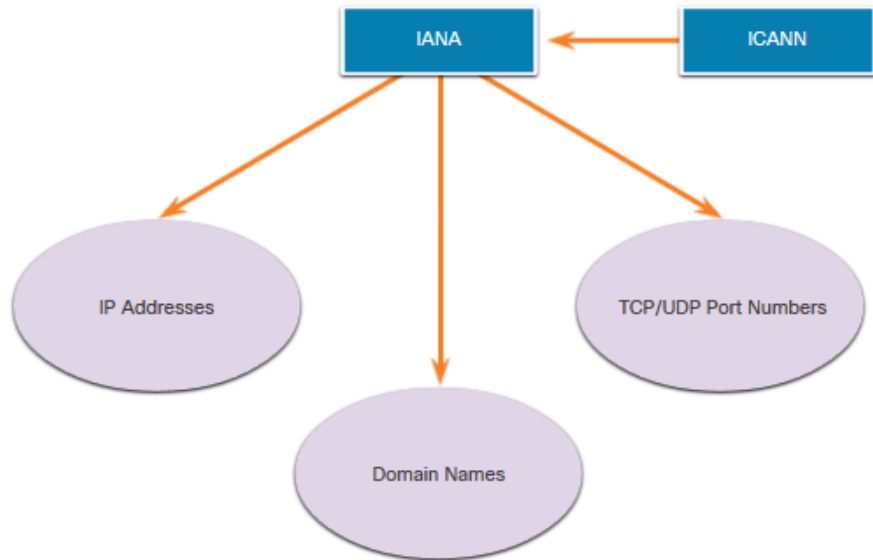 IANA
ICANN
IP Addresses
TCP/UDP Port Numbers
Domain Names